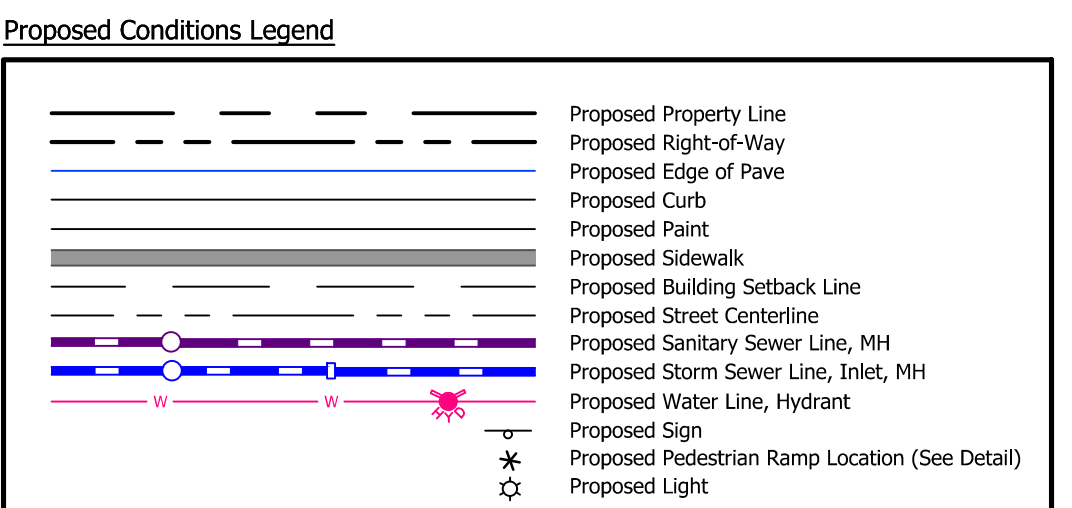 Proposed Conditions Legend
Proposed Property Line
Proposed Right-of-Way
Proposed Edge of Pave
Proposed Curb
Proposed Paint
Proposed Sidewalk
Proposed Building Setback Line
Proposed Street Centerline
Proposed Sanitary Sewer Line, MH
Proposed Storm Sewer Line, Inlet, MH
W W HYD Proposed Water Line, Hydrant
Proposed Sign
Proposed Pedestrian Ramp Location (See Detail)
Proposed Light